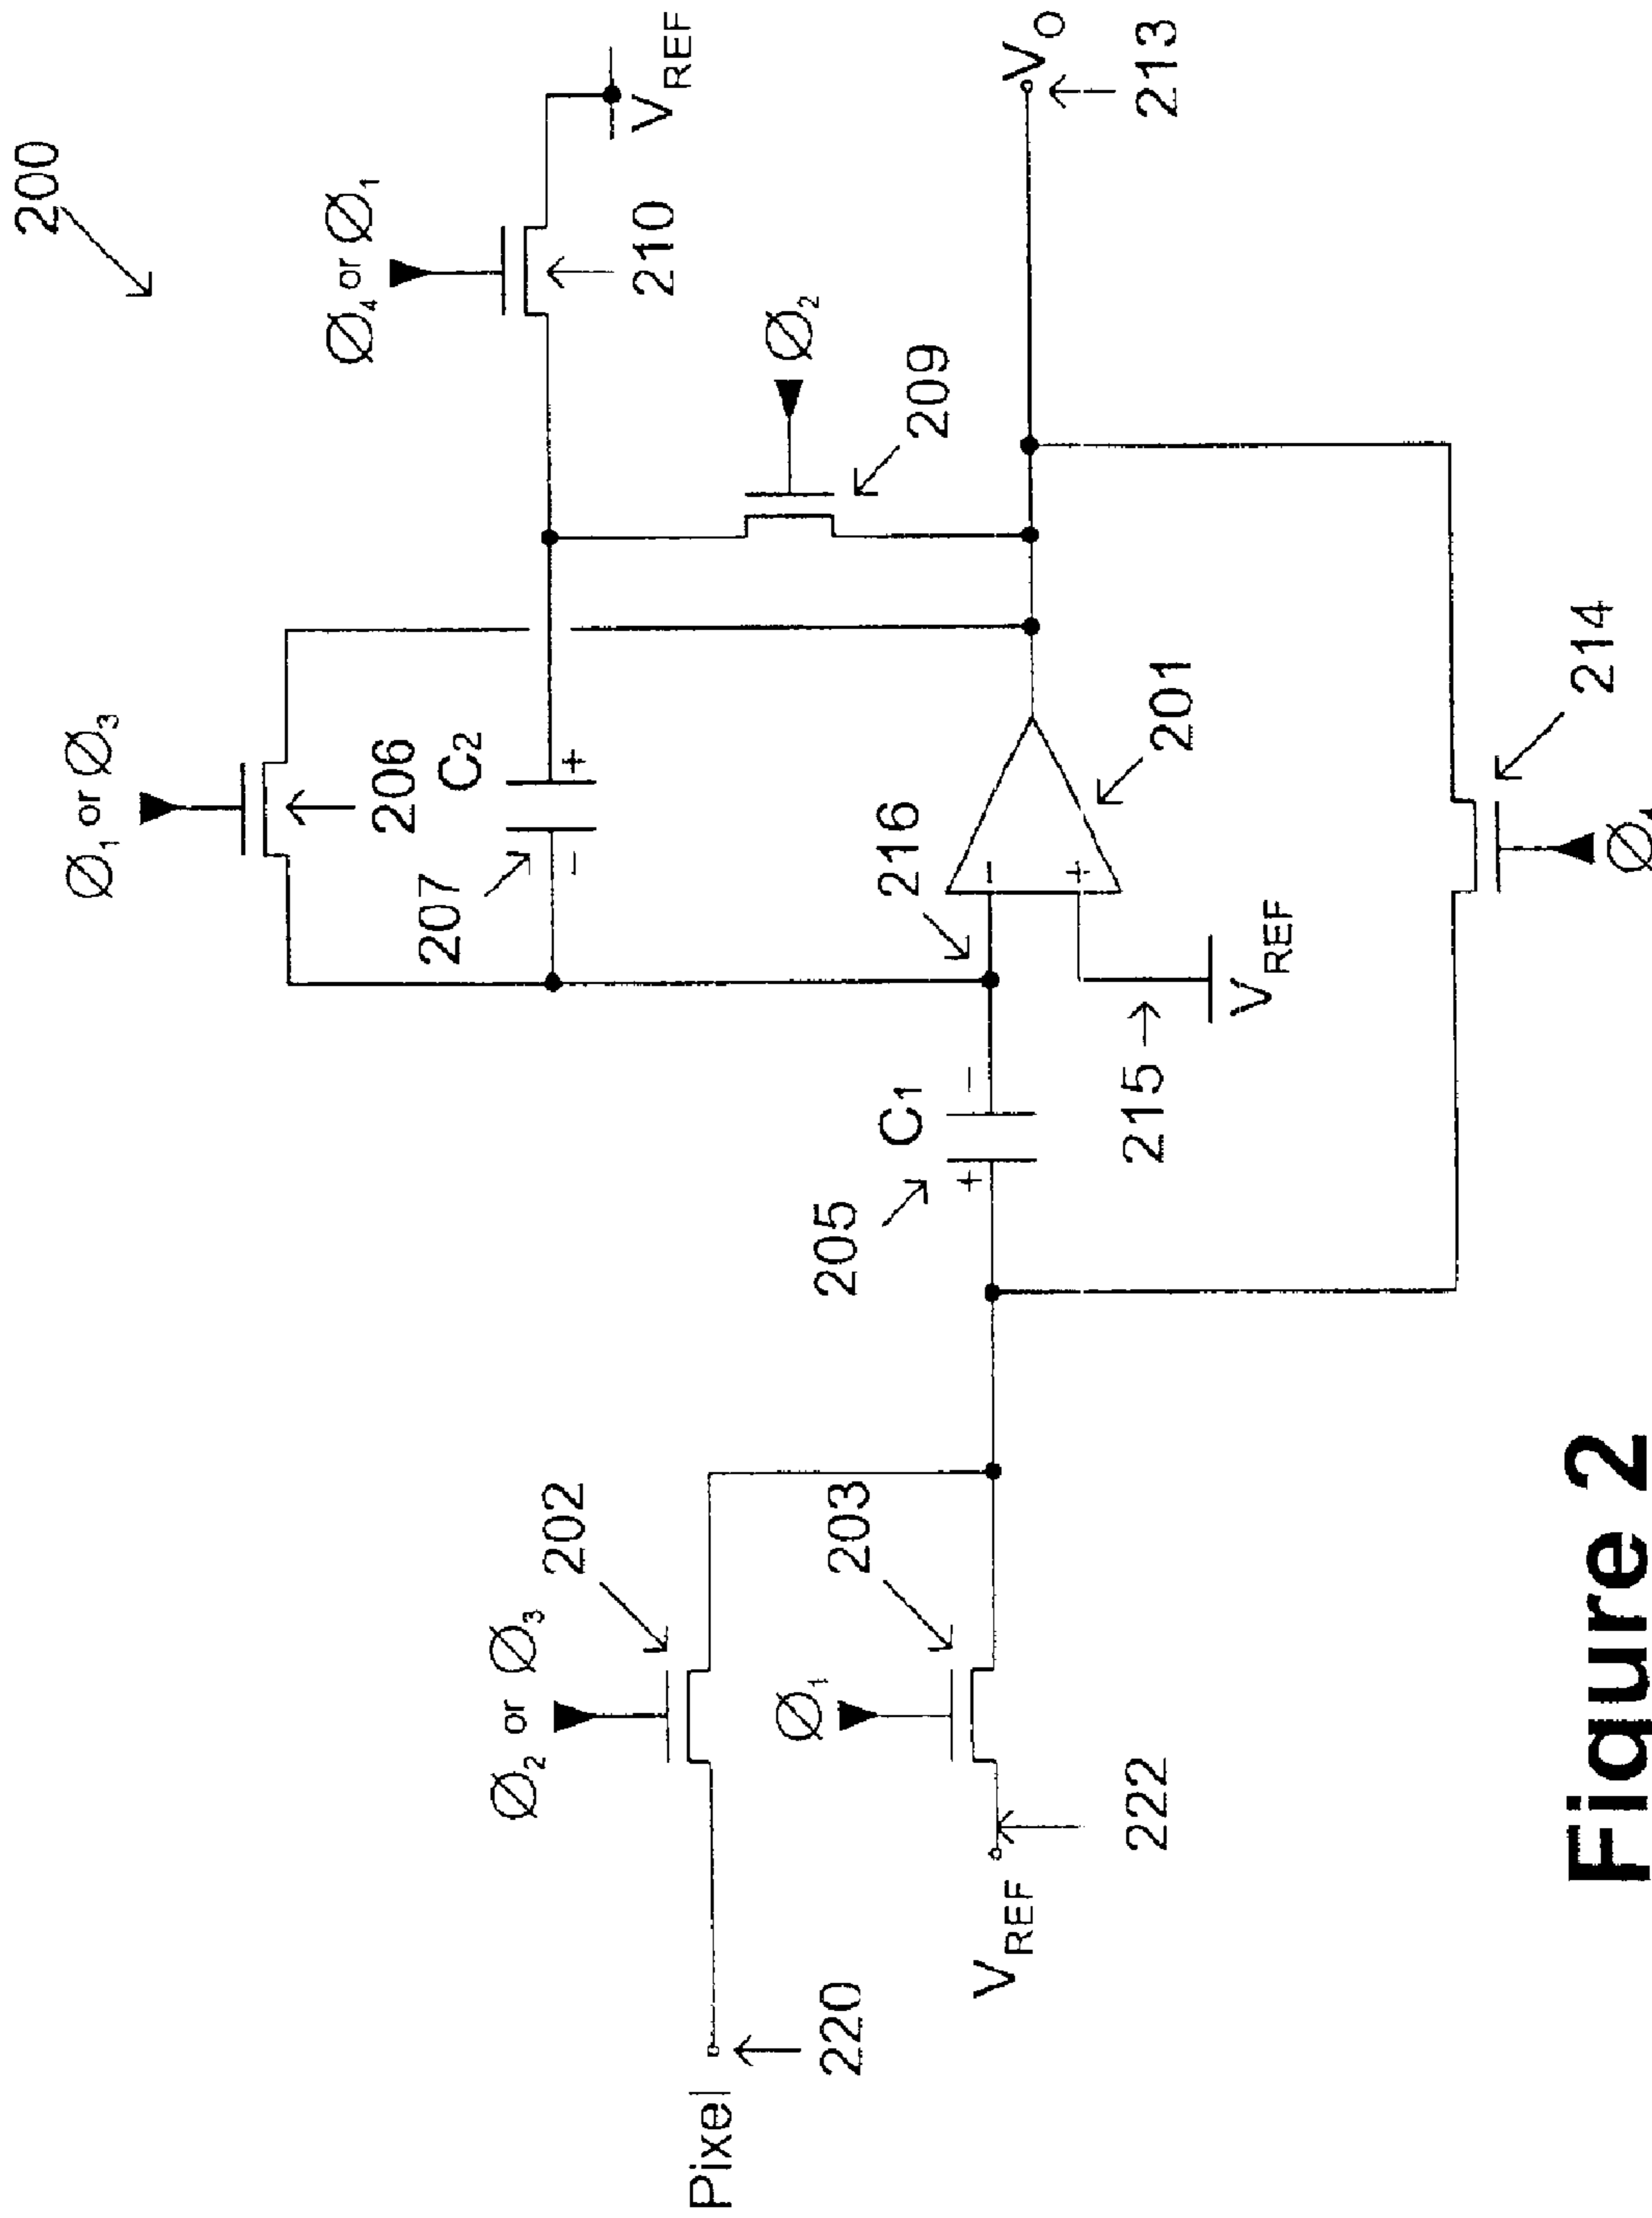 200
Ø1 or Ø3
206
Ø4 or Ø1
210
VREF
C2
207
+
-
Ø2
209
Ø2 or Ø3
202
Pixel
220
Ø1
203
VREF
222
205
C1
+
-
216
-
+
201
215
VREF
VO
213
214
Figure 2